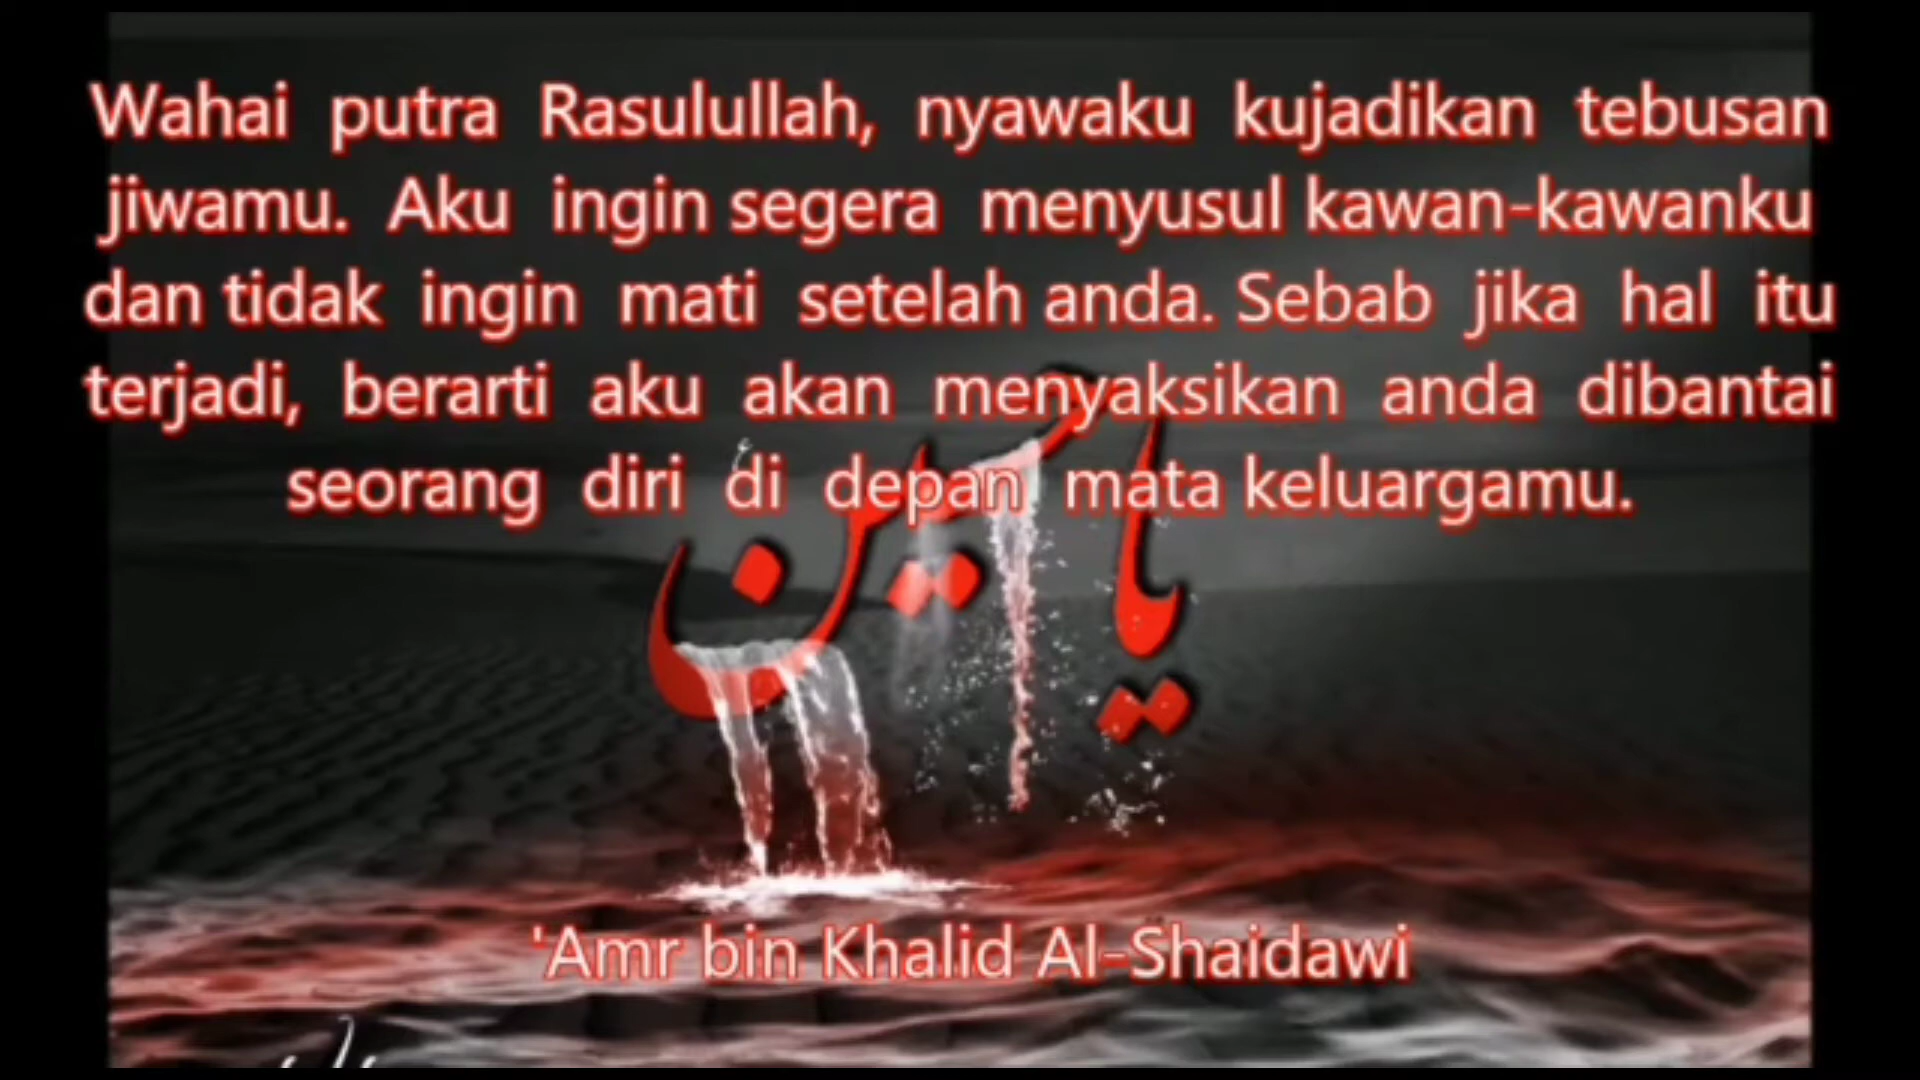 Wahai putra Rasulullah, nyawaku kujadikan tebusan
jiwamu. Aku ingin segera menyusul kawan-kawanku
dan tidak ingin mati setelah anda. Sebab jika hal itu
terjadi, berarti aku akan menyaksikan anda dibantai
seorang diri di depan mata keluargamu.
يا حسين
'Amr bin Khalid Al-Shaidawi